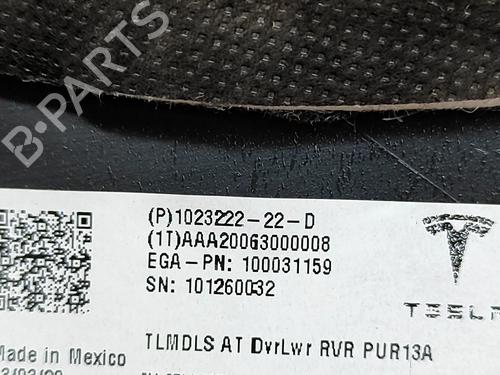 B-PARTS
(P)1023222-22-D
(1T)AAA20063000008
EGA-PN: 100031159
SN: 101260032
TESLA
TLMDLS AT DvrLwr RVR PUR13A
Made in Mexico